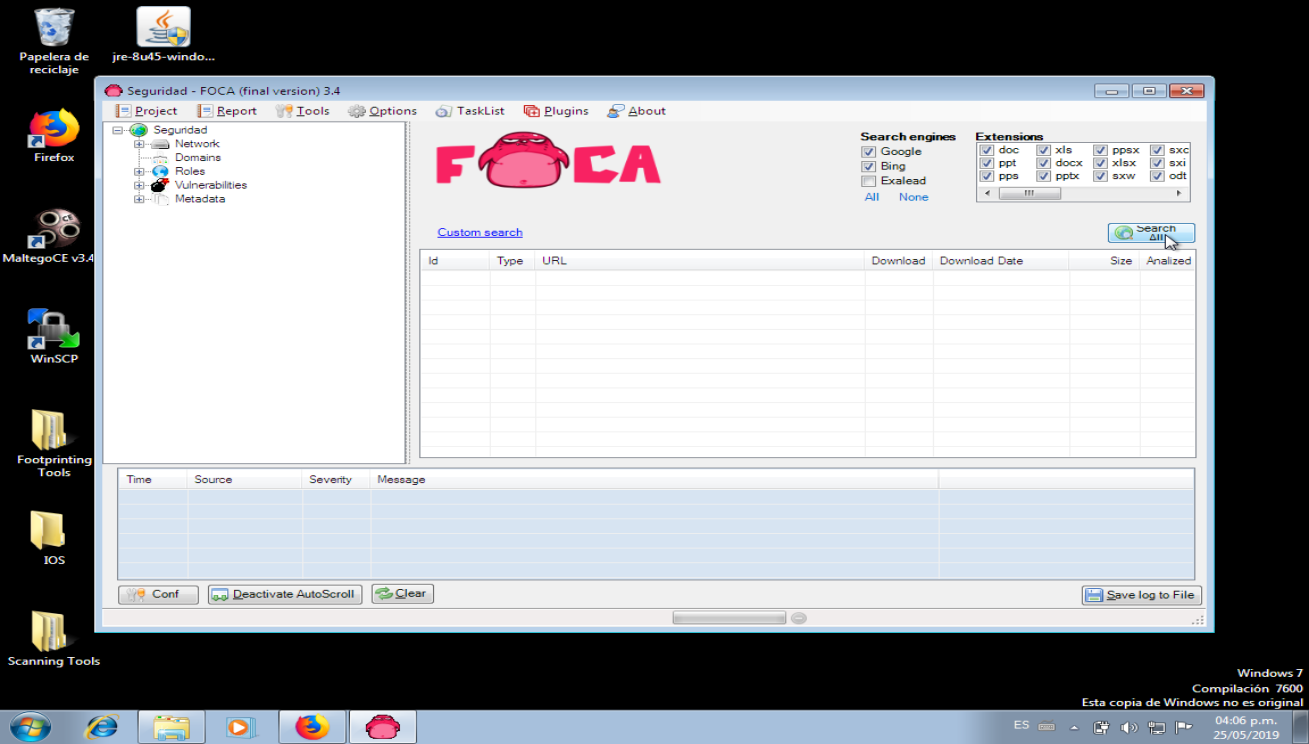 Papelera de
reciclaje
jre-8u45-windo...
Firefox
MaltegoCE v3.4
WinSCP
Footprinting
Tools
IOS
Scanning Tools
Seguridad - FOCA (final version) 3.4
Project Report Tools Options TaskList Plugins About
Seguridad
Network
Domains
Roles
Vulnerabilities
Metadata
FOCA
Search engines
Google
Bing
Exalead
All None
Extensions
doc xls ppsx sxc
ppt docx xlsx sxi
pps pptx sxw odt
Custom search
Search
All
Id Type URL Download Download Date Size Analized
Time Source Severity Message
Conf Deactivate AutoScroll Clear Save log to File
Windows 7
Compilación 7600
Esta copia de Windows no es original
ES
04:06 p.m.
25/05/2019